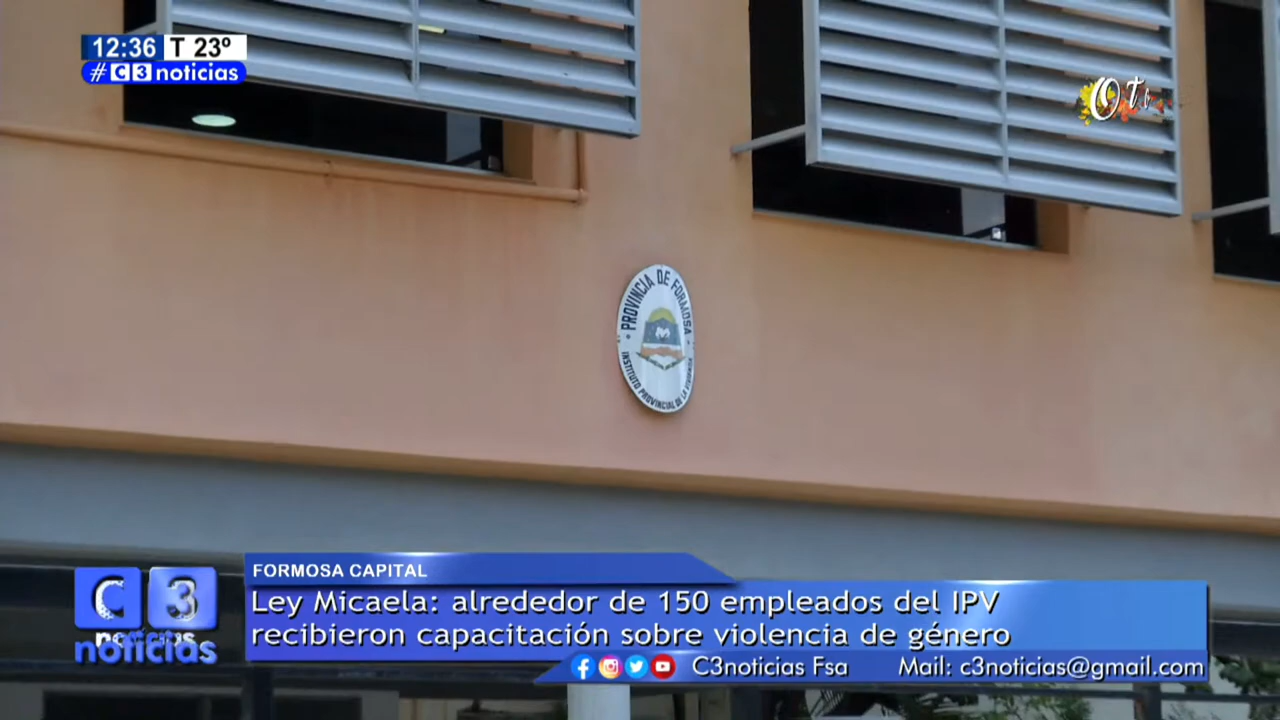 12:36 T 23º
#C3noticias
PROVINCIA DE FORMOSA
INSTITUTO PROVINCIAL DE LA VIVIENDA
C3
noticias
noticias
FORMOSA CAPITAL
Ley Micaela: alrededor de 150 empleados del IPV
recibieron capacitación sobre violencia de género
C3noticias Fsa Mail: c3noticias@gmail.com